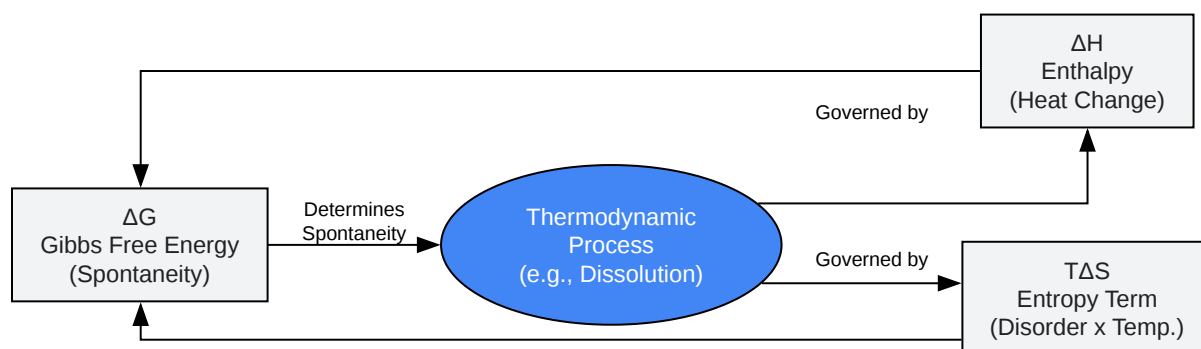 ΔH
Enthalpy
(Heat Change)
Governed by
ΔG
Gibbs Free Energy
(Spontaneity)
Determines
Spontaneity
Thermodynamic
Process
(e.g., Dissolution)
Governed by
TΔS
Entropy Term
(Disorder x Temp.)